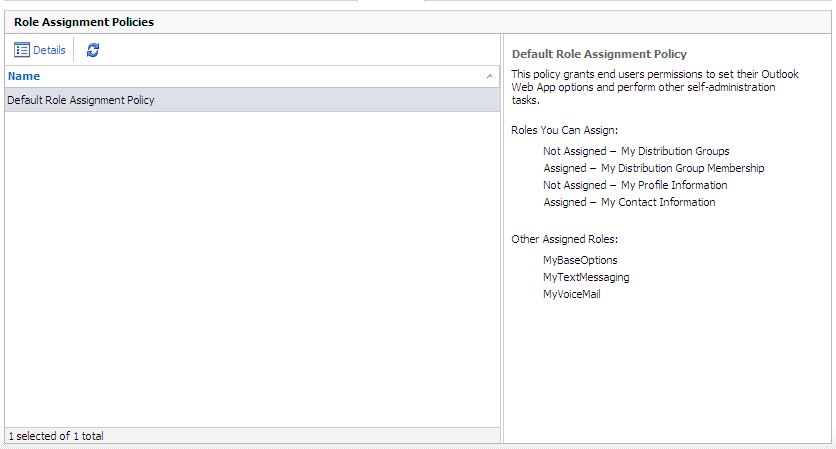 Role Assignment Policies
Details
Name
Default Role Assignment Policy
1 selected of 1 total
Default Role Assignment Policy
This policy grants end users permissions to set their Outlook
Web App options and perform other self-administration
tasks.
Roles You Can Assign:
Not Assigned – My Distribution Groups
Assigned – My Distribution Group Membership
Not Assigned – My Profile Information
Assigned – My Contact Information
Other Assigned Roles:
MyBaseOptions
MyTextMessaging
MyVoiceMail